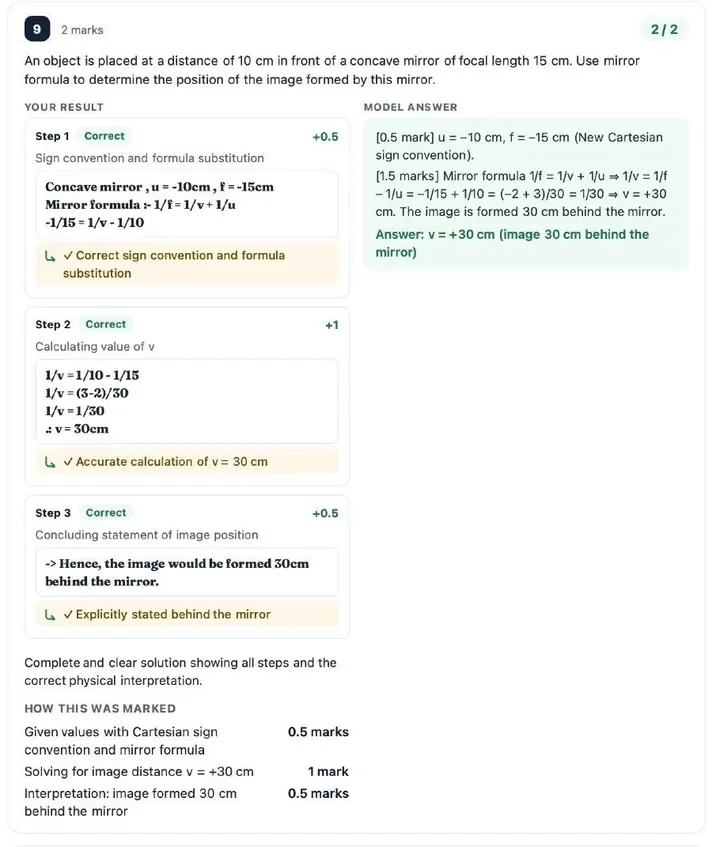 9 2 marks 2 / 2
An object is placed at a distance of 10 cm in front of a concave mirror of focal length 15 cm. Use mirror
formula to determine the position of the image formed by this mirror.
YOUR RESULT
Step 1 Correct +0.5
Sign convention and formula substitution
Concave mirror , u = -10cm , f = -15cm
Mirror formula :- 1/f = 1/v + 1/u
-1/15 = 1/v - 1/10
✓ Correct sign convention and formula
substitution
Step 2 Correct +1
Calculating value of v
1/v = 1/10 - 1/15
1/v = (3-2)/30
1/v = 1/30
.: v = 30cm
✓ Accurate calculation of v = 30 cm
Step 3 Correct +0.5
Concluding statement of image position
-> Hence, the image would be formed 30cm
behind the mirror.
✓ Explicitly stated behind the mirror
Complete and clear solution showing all steps and the
correct physical interpretation.
HOW THIS WAS MARKED
Given values with Cartesian sign 0.5 marks
convention and mirror formula
Solving for image distance v = +30 cm 1 mark
Interpretation: image formed 30 cm 0.5 marks
behind the mirror
MODEL ANSWER
[0.5 mark] u = −10 cm, f = −15 cm (New Cartesian
sign convention).
[1.5 marks] Mirror formula 1/f = 1/v + 1/u ⇒ 1/v = 1/f
− 1/u = −1/15 + 1/10 = (−2 + 3)/30 = 1/30 ⇒ v = +30
cm. The image is formed 30 cm behind the mirror.
Answer: v = +30 cm (image 30 cm behind the
mirror)